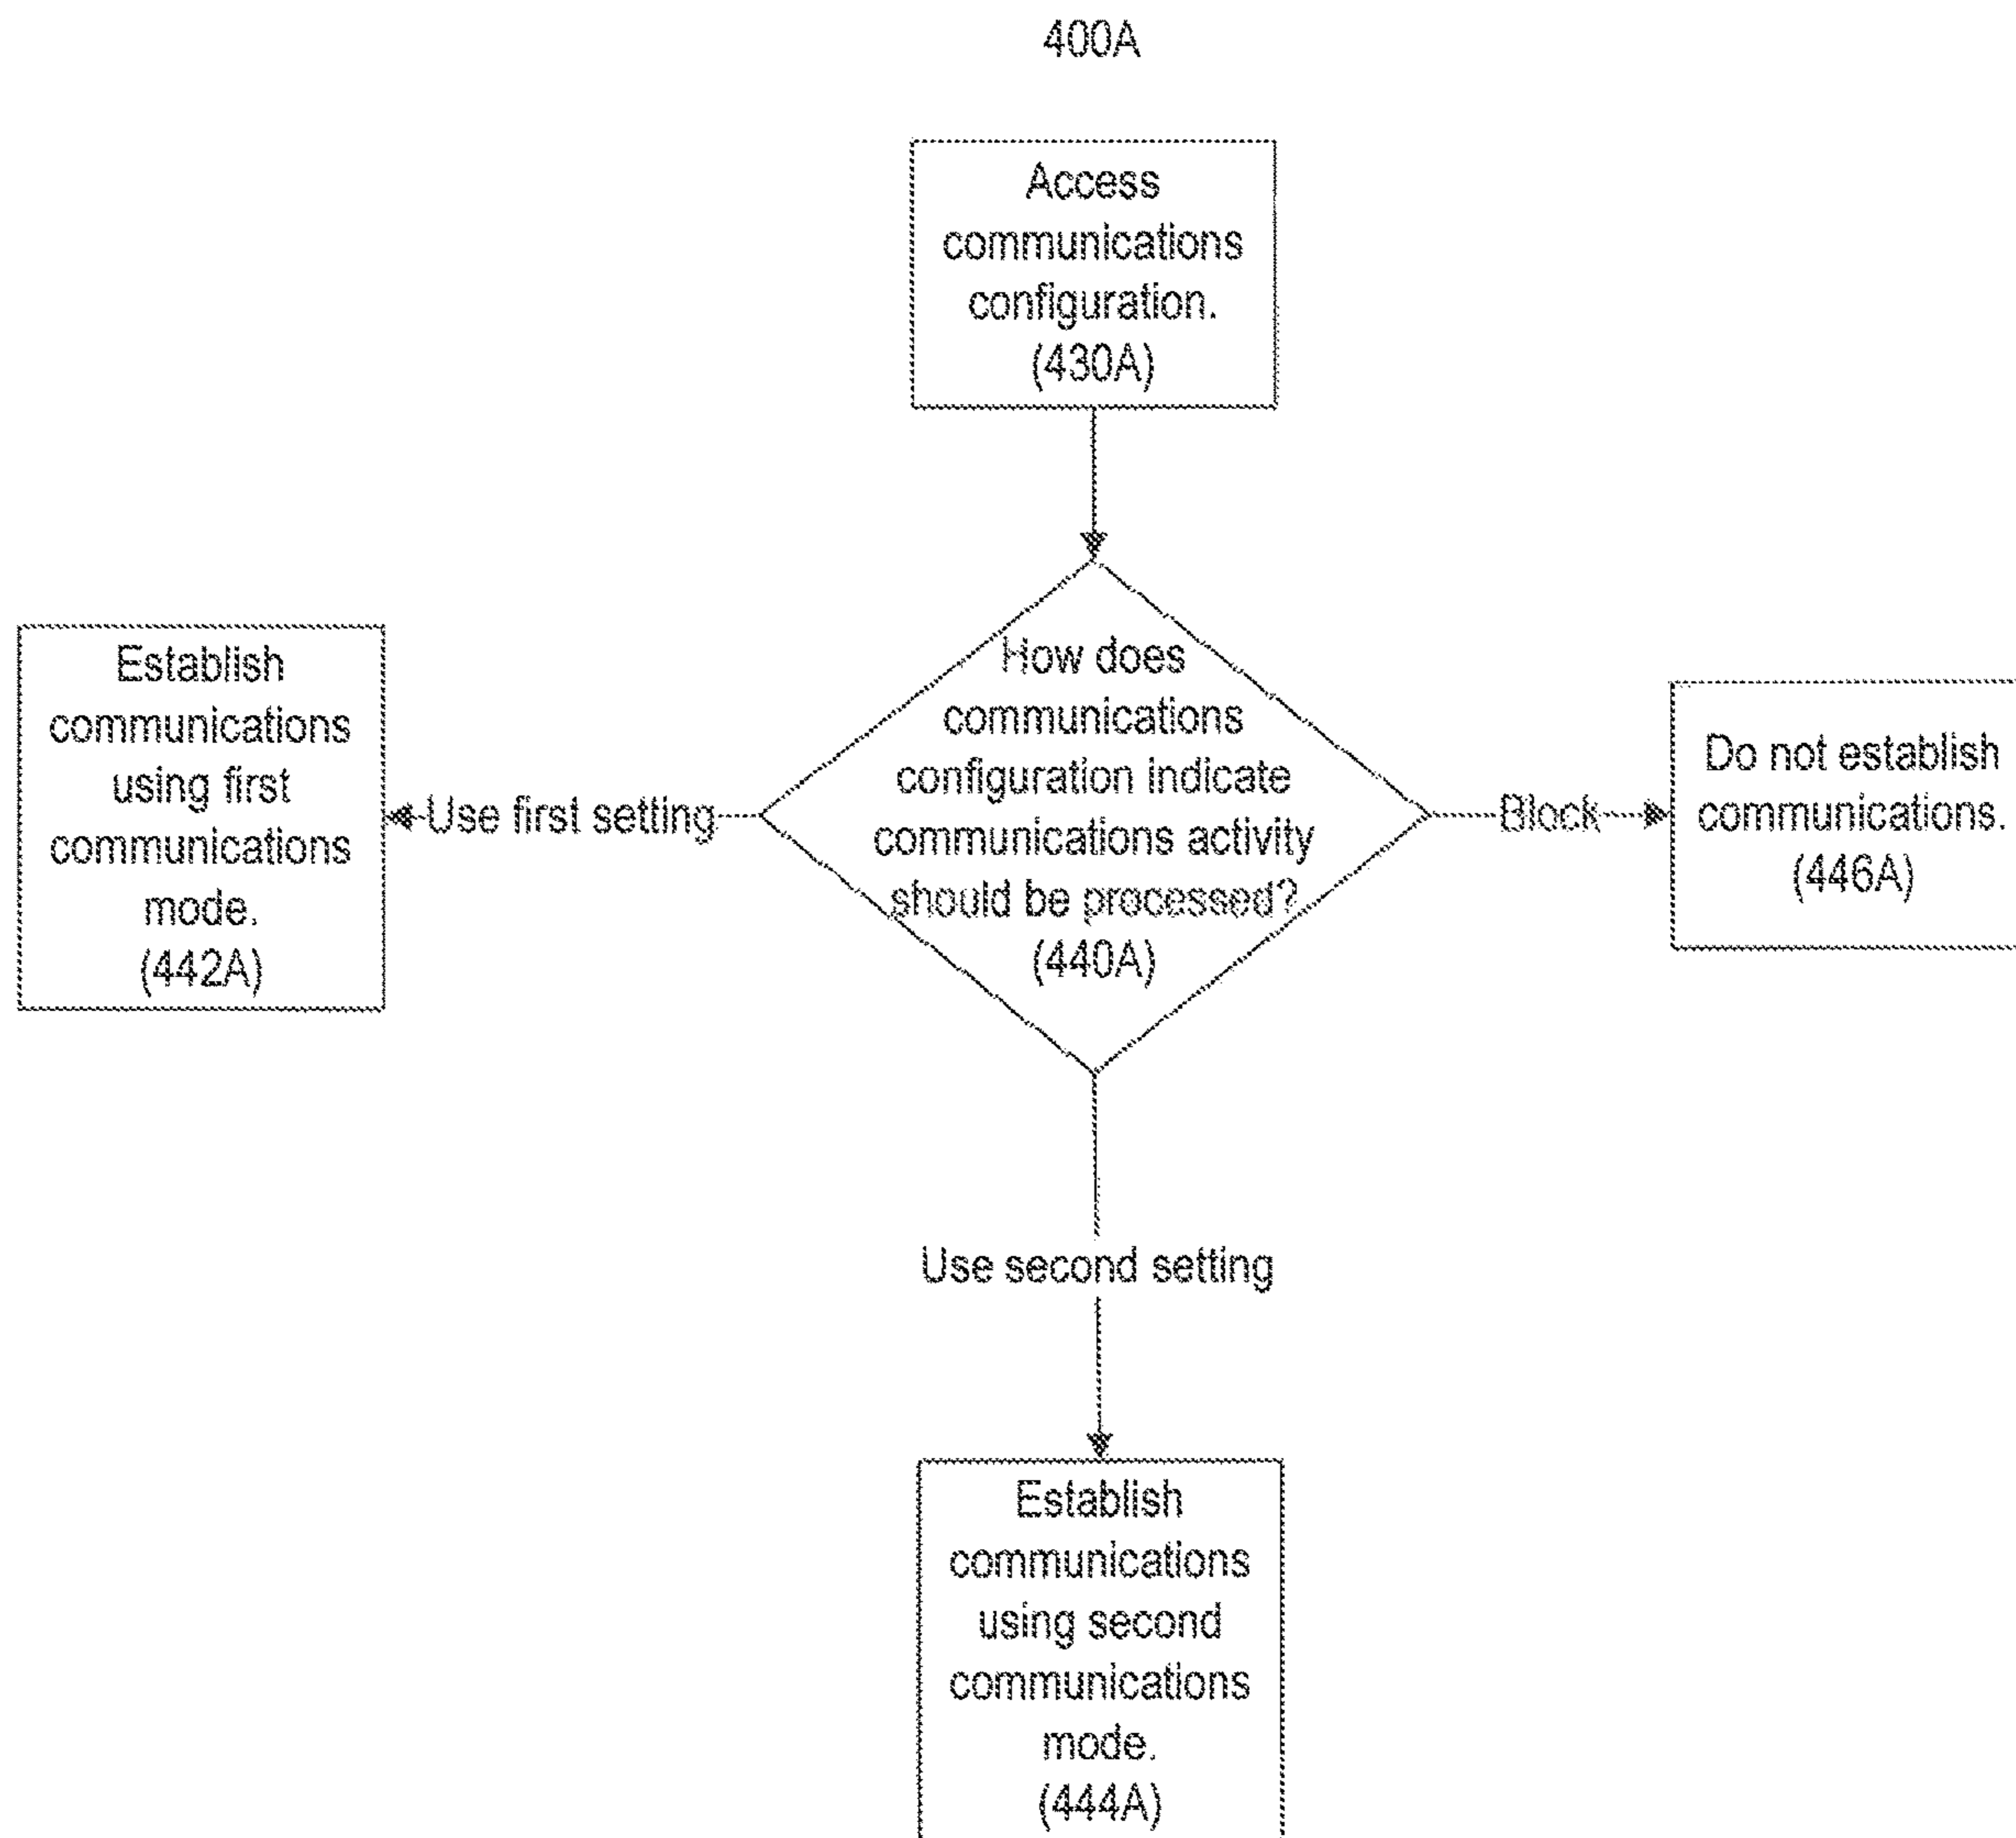 400A
Access
communications
configuration.
(430A)
How does
communications
configuration indicate
communications activity
should be processed?
(440A)
Use first setting
Establish
communications
using first
communications
mode.
(442A)
Block
Do not establish
communications.
(446A)
Use second setting
Establish
communications
using second
communications
mode.
(444A)